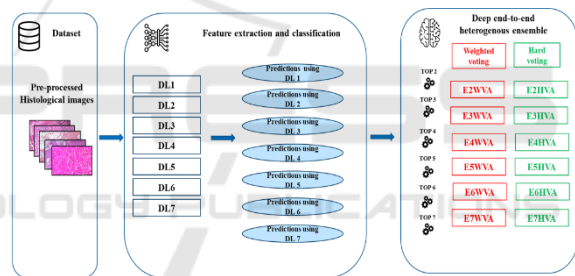 Dataset
Pre-processed
Histological images
Feature extraction and classification
DL1
DL2
DL3
DL4
DL5
DL6
DL7
Predictions using
DL 1
Predictions using
DL 2
Predictions using
DL 3
Predictions using
DL 4
Predictions using
DL 5
Predictions using
DL 6
Predictions using
DL 7
Deep end-to-end
heterogenous ensemble
Weighted
voting
Hard
voting
TOP 2
E2WVA
E2HVA
TOP 3
E3WVA
E3HVA
TOP 4
E4WVA
E4HVA
TOP 5
E5WVA
E5HVA
TOP 6
E6WVA
E6HVA
TOP 7
E7WVA
E7HVA